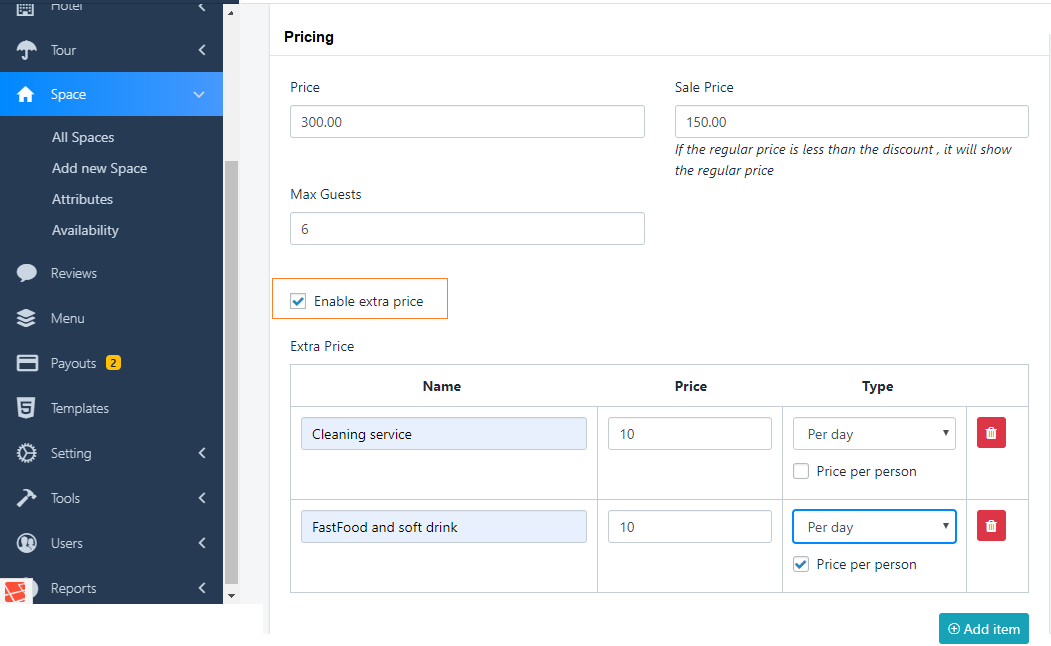 Hotel
Tour
Space
All Spaces
Add new Space
Attributes
Availability
Reviews
Menu
Payouts 2
Templates
Setting
Tools
Users
Reports
Pricing
Price
Sale Price
300.00
150.00
If the regular price is less than the discount , it will show
the regular price
Max Guests
6
Enable extra price
Extra Price
Name Price Type
Cleaning service 10 Per day
Price per person
FastFood and soft drink 10 Per day
Price per person
Add item